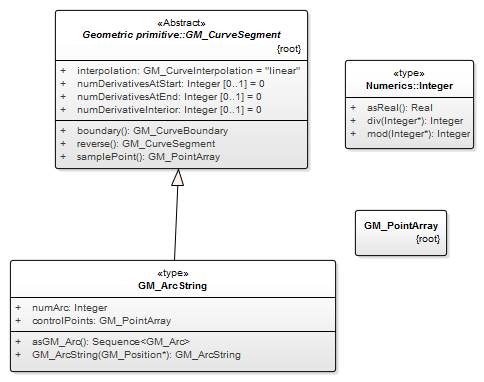 «Abstract»
Geometric primitive::GM_CurveSegment
{root}
+ interpolation: GM_CurveInterpolation = "linear"
+ numDerivativesAtStart: Integer [0..1] = 0
+ numDerivativesAtEnd: Integer [0..1] = 0
+ numDerivativeInterior: Integer [0..1] = 0
+ boundary(): GM_CurveBoundary
+ reverse(): GM_CurveSegment
+ samplePoint(): GM_PointArray
«type»
Numerics::Integer
+ asReal(): Real
+ div(Integer*): Integer
+ mod(Integer*): Integer
GM_PointArray
{root}
«type»
GM_ArcString
+ numArc: Integer
+ controlPoints: GM_PointArray
+ asGM_Arc(): Sequence<GM_Arc>
+ GM_ArcString(GM_Position*): GM_ArcString